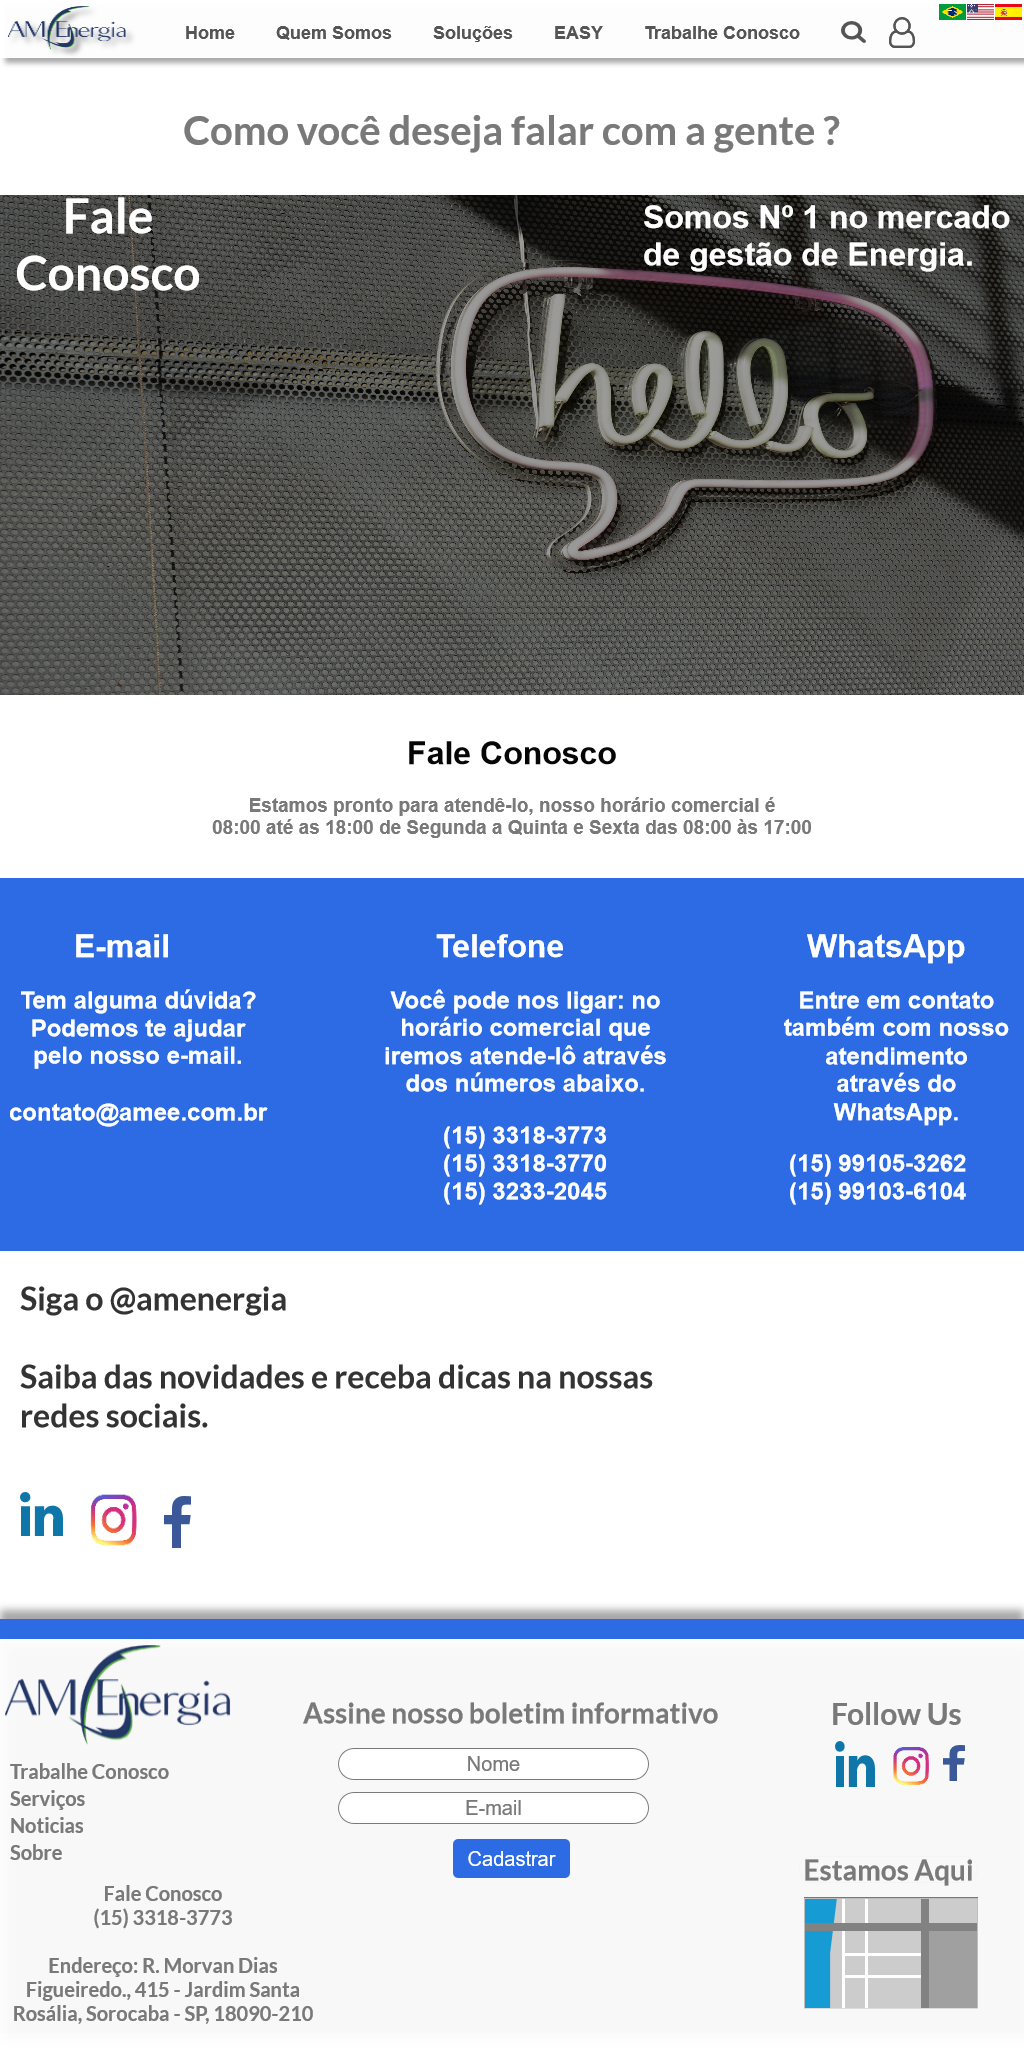 AM Energia
Home
Quem Somos
Soluções
EASY
Trabalhe Conosco
Como você deseja falar com a gente ?
Fale
Conosco
Somos Nº 1 no mercado
de gestão de Energia.
hello
Fale Conosco
Estamos pronto para atendê-lo, nosso horário comercial é
08:00 até as 18:00 de Segunda a Quinta e Sexta das 08:00 às 17:00
E-mail
Tem alguma dúvida?
Podemos te ajudar
pelo nosso e-mail.
contato@amee.com.br
Telefone
Você pode nos ligar: no
horário comercial que
iremos atende-lô através
dos números abaixo.
(15) 3318-3773
(15) 3318-3770
(15) 3233-2045
WhatsApp
Entre em contato
também com nosso
atendimento
através do
WhatsApp.
(15) 99105-3262
(15) 99103-6104
Siga o @amenergia
Saiba das novidades e receba dicas na nossas
redes sociais.
in
f
AM Energia
Trabalhe Conosco
Serviços
Noticias
Sobre
Fale Conosco
(15) 3318-3773
Endereço: R. Morvan Dias
Figueiredo., 415 - Jardim Santa
Rosália, Sorocaba - SP, 18090-210
Assine nosso boletim informativo
Nome
E-mail
Cadastrar
Follow Us
in
f
Estamos Aqui